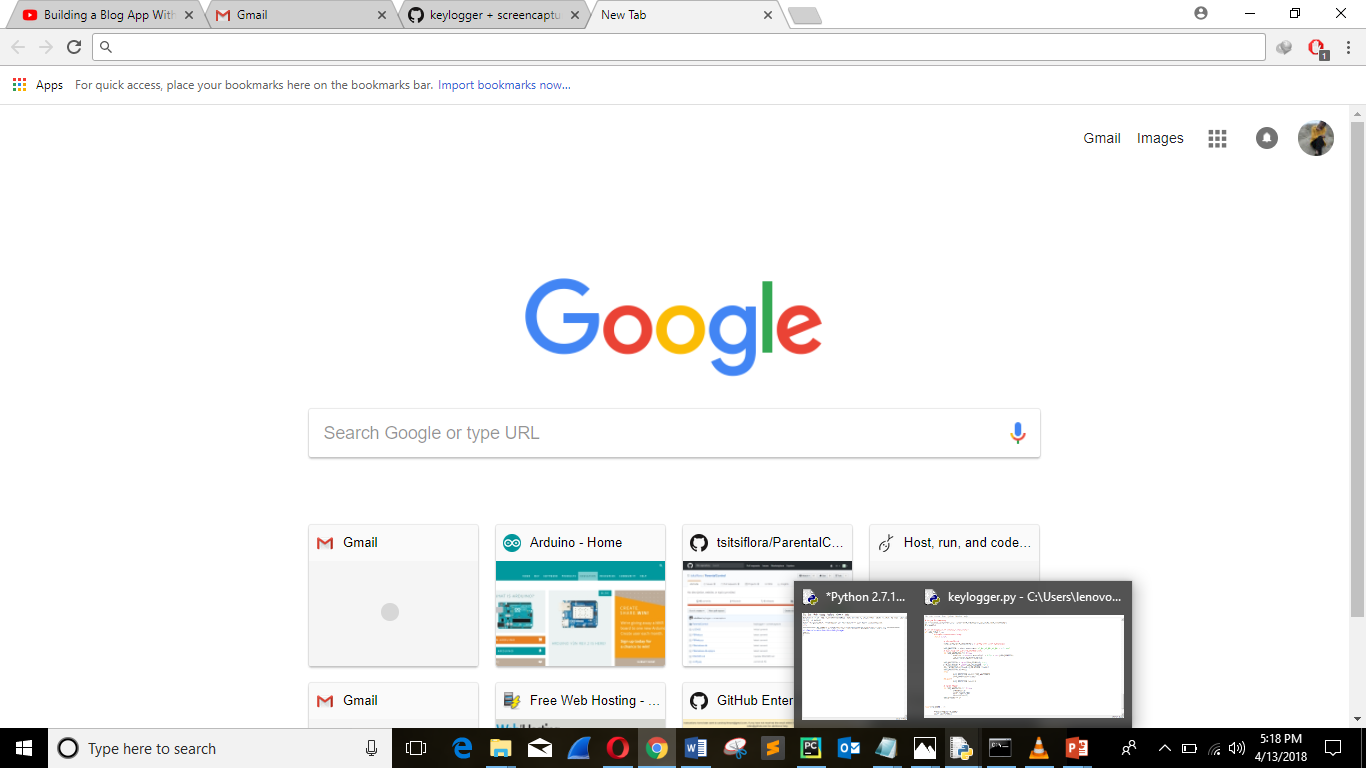 Building a Blog App With
Gmail
keylogger + screencaptu
New Tab
1
Apps
For quick access, place your bookmarks here on the bookmarks bar. Import bookmarks now...
Gmail
Images
Google
Search Google or type URL
Gmail
Arduino - Home
tsitsiflora/ParentalC...
Host, run, and code...
*Python 2.7.1...
keylogger.py - C:\Users\lenovo...
Gmail
Free Web Hosting - ...
GitHub Enter
Type here to search
5:18 PM
4/13/2018